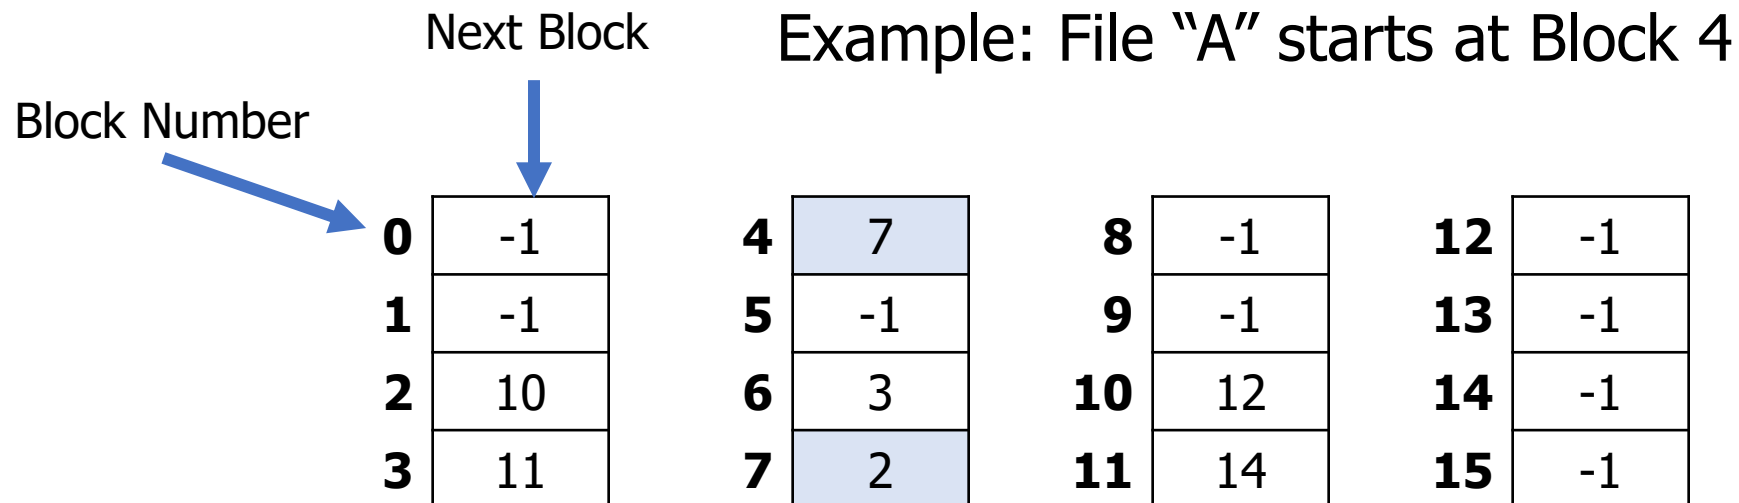 Next Block
Example: File “A” starts at Block 4
Block Number
0 -1 4 7 8 -1 12 -1
1 -1 5 -1 9 -1 13 -1
2 10 6 3 10 12 14 -1
3 11 7 2 11 14 15 -1